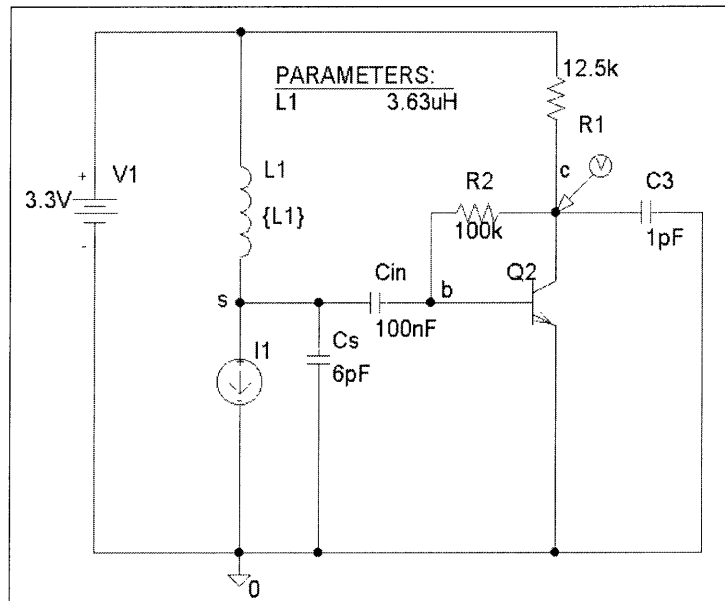 PARAMETERS:
L1 3.63uH
12.5k
R1
+
V1
3.3V
-
L1
{L1}
R2
100k
c
V
C3
1pF
Cin
100nF
b
Q2
s
I1
+
-
Cs
6pF
0